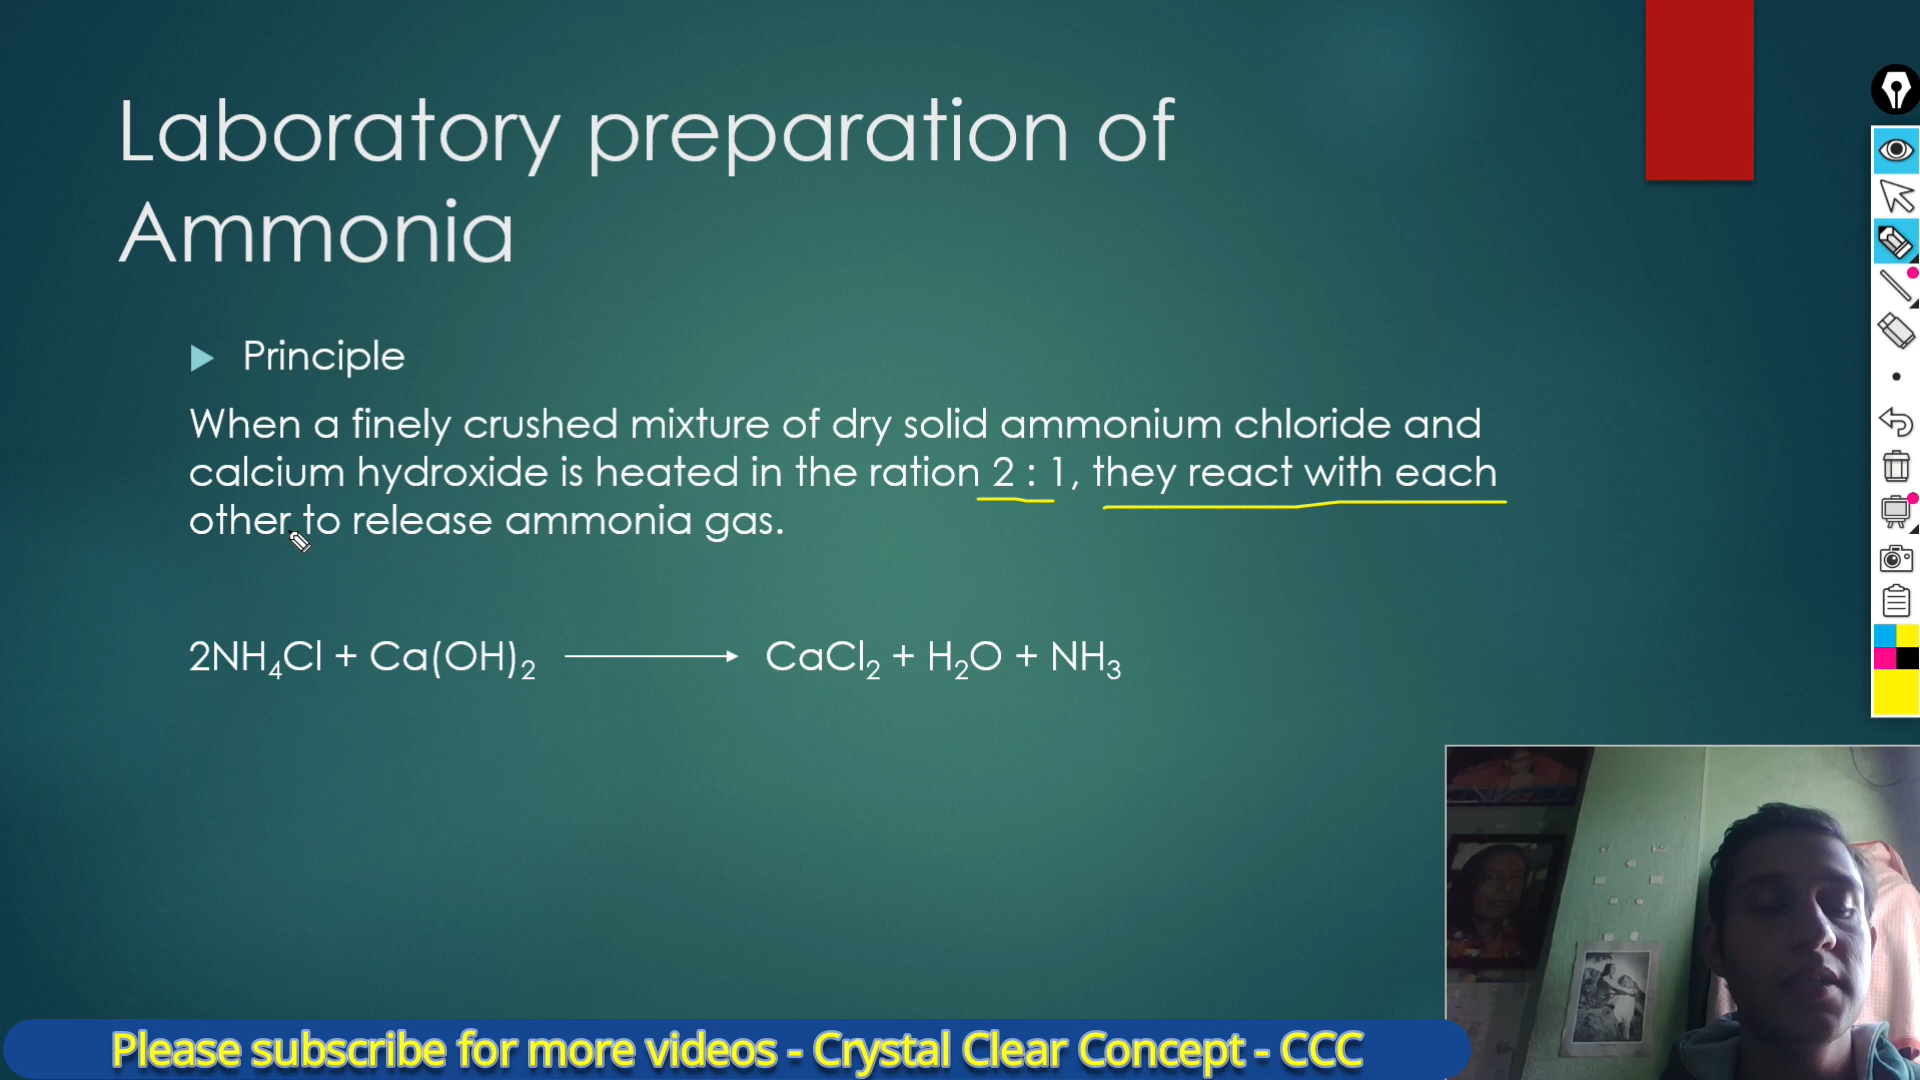 Laboratory preparation of
Ammonia
Principle
When a finely crushed mixture of dry solid ammonium chloride and
calcium hydroxide is heated in the ration 2 : 1, they react with each
other to release ammonia gas.
2NH₄Cl + Ca(OH)₂ ⟶ CaCl₂ + H₂O + NH₃
Please subscribe for more videos - Crystal Clear Concept - CCC